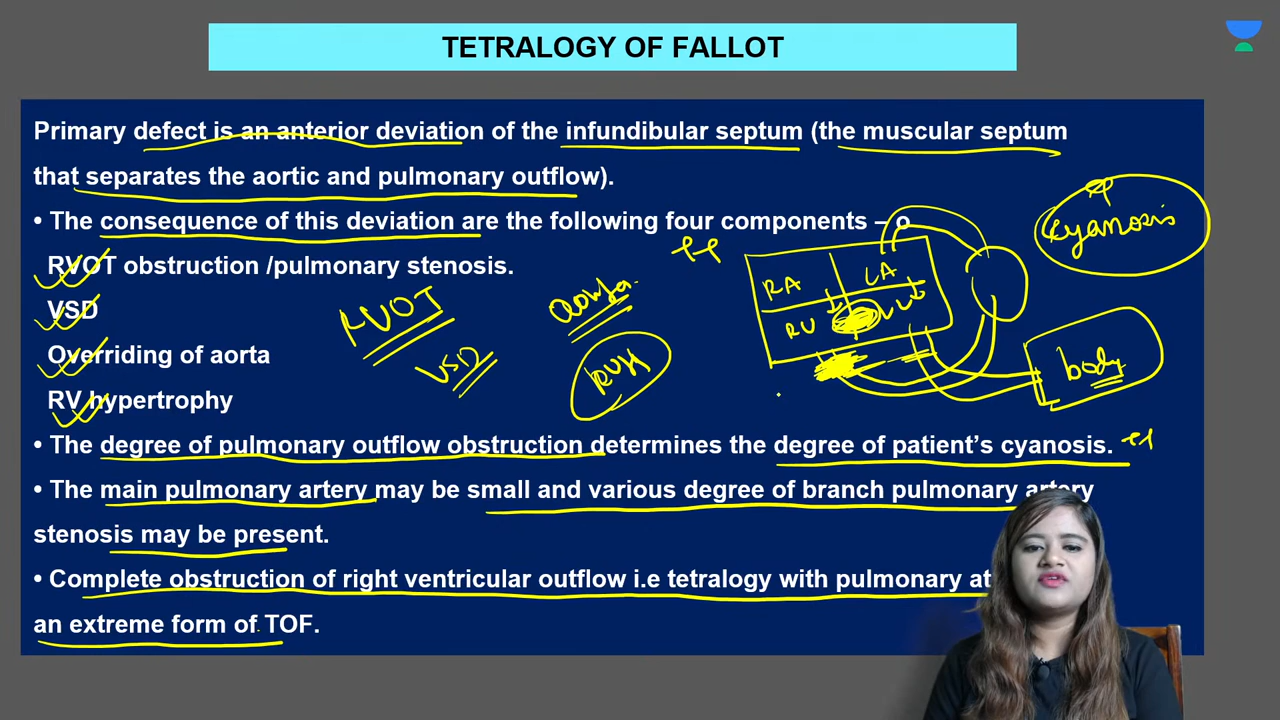 TETRALOGY OF FALLOT
Primary defect is an anterior deviation of the infundibular septum (the muscular septum
that separates the aortic and pulmonary outflow).
• The consequence of this deviation are the following four components – o
RVOT obstruction /pulmonary stenosis.
VSD
Overriding of aorta
RV hypertrophy
• The degree of pulmonary outflow obstruction determines the degree of patient's cyanosis.
• The main pulmonary artery may be small and various degree of branch pulmonary artery
stenosis may be present.
• Complete obstruction of right ventricular outflow i.e tetralogy with pulmonary at
an extreme form of TOF.
RVOT
VSD
aorta
RVH
RA
LA
RU
body
cyanosis